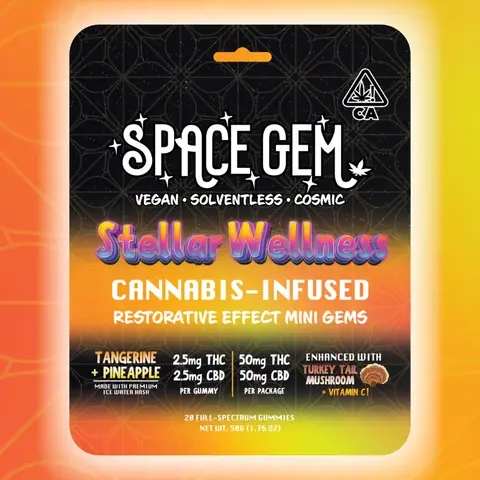 CA
SPACE GEM
VEGAN • SOLVENTLESS • COSMIC
Stellar Wellness
CANNABIS-INFUSED
RESTORATIVE EFFECT MINI GEMS
TANGERINE
+ PINEAPPLE
MADE WITH PREMIUM
ICE WATER HASH
2.5mg THC
2.5mg CBD
PER GUMMY
50mg THC
50mg CBD
PER PACKAGE
ENHANCED WITH
TURKEY TAIL
MUSHROOM
+ VITAMIN C!
20 FULL-SPECTRUM GUMMIES
NET WT. 50G (1.76 OZ)